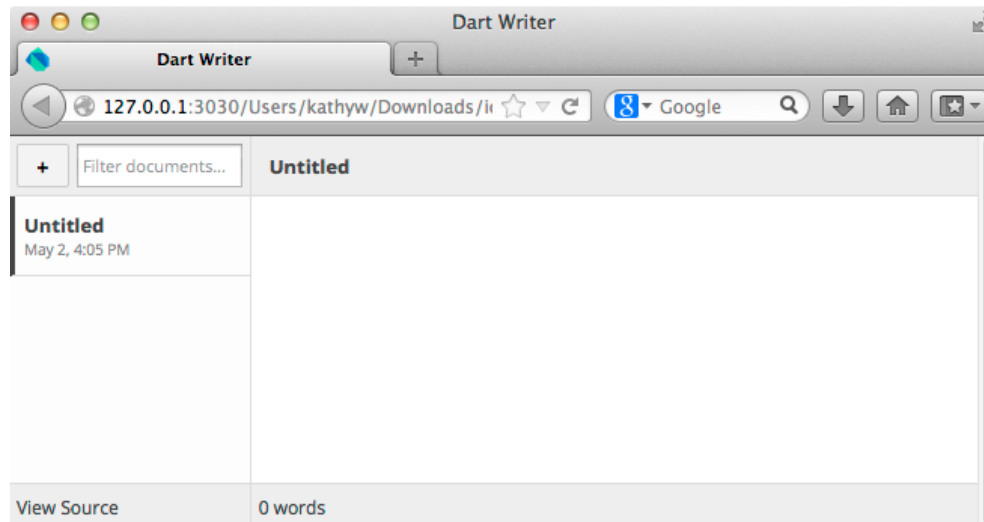 Dart Writer
Dart Writer
127.0.0.1:3030/Users/kathyw/Downloads/i
8 Google
+ Filter documents...
Untitled
Untitled
May 2, 4:05 PM
View Source
0 words